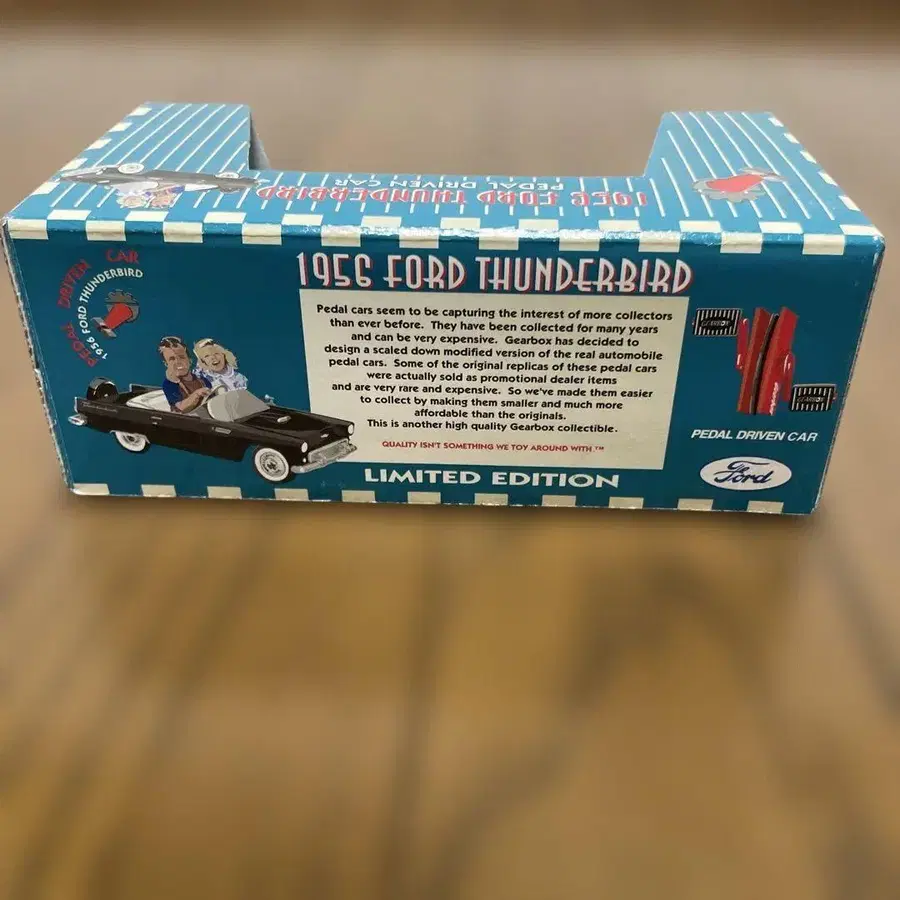 1956 FORD THUNDERBIRD
PEDAL DRIVEN CAR
PEDAL DRIVEN CAR
1956 FORD THUNDERBIRD
1956 FORD THUNDERBIRD
Pedal cars seem to be capturing the interest of more collectors
than ever before. They have been collected for many years
and can be very expensive. Gearbox has decided to
design a scaled down modified version of the real automobile
pedal cars. Some of the original replicas of these pedal cars
were actually sold as promotional dealer items
and are very rare and expensive. So we've made them easier
to collect by making them smaller and much more
affordable than the originals.
This is another high quality Gearbox collectible.
QUALITY ISN'T SOMETHING WE TOY AROUND WITH ™
LIMITED EDITION
GEARBOX
GEARBOX
PEDAL DRIVEN CAR
Ford